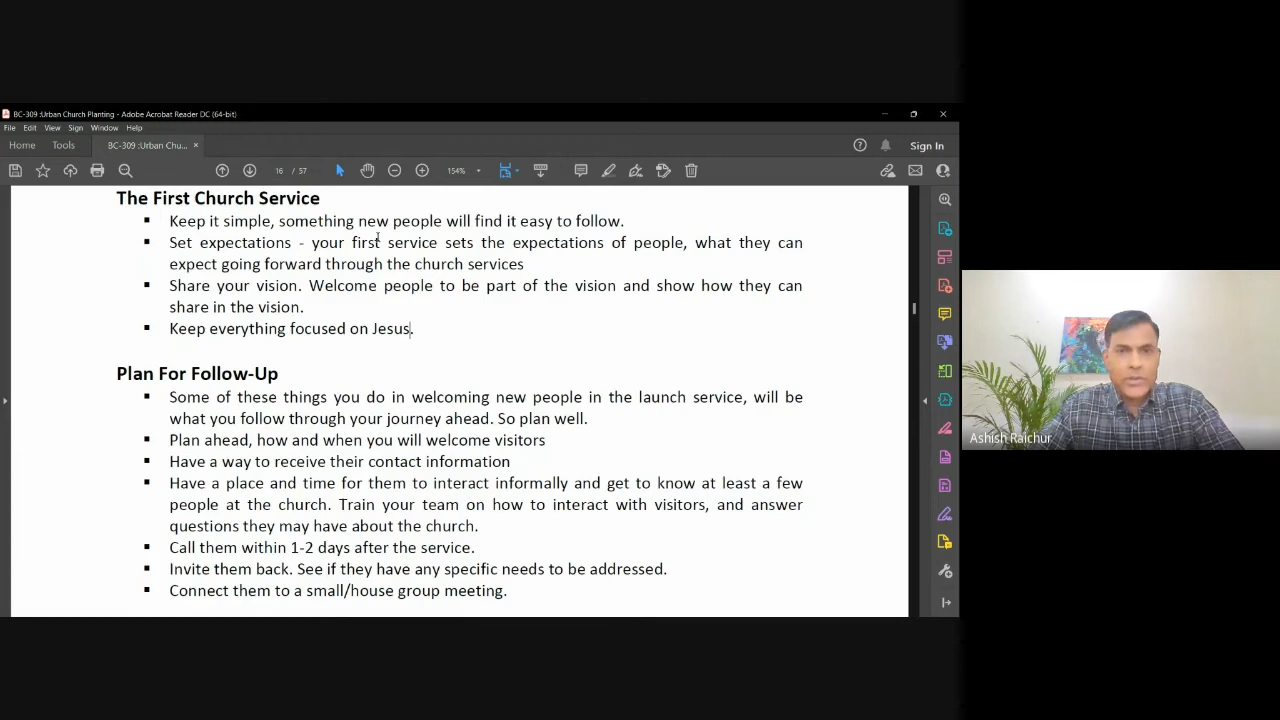 BC-309 :Urban Church Planting - Adobe Acrobat Reader DC (64-bit)
File Edit View Sign Window Help
Home Tools BC-309 :Urban Chu... × Sign In
16 / 57 154%
The First Church Service
▪ Keep it simple, something new people will find it easy to follow.
▪ Set expectations - your first service sets the expectations of people, what they can
expect going forward through the church services
▪ Share your vision. Welcome people to be part of the vision and show how they can
share in the vision.
▪ Keep everything focused on Jesus.
Plan For Follow-Up
▪ Some of these things you do in welcoming new people in the launch service, will be
what you follow through your journey ahead. So plan well.
▪ Plan ahead, how and when you will welcome visitors
▪ Have a way to receive their contact information
▪ Have a place and time for them to interact informally and get to know at least a few
people at the church. Train your team on how to interact with visitors, and answer
questions they may have about the church.
▪ Call them within 1-2 days after the service.
▪ Invite them back. See if they have any specific needs to be addressed.
▪ Connect them to a small/house group meeting.
Ashish Raichur